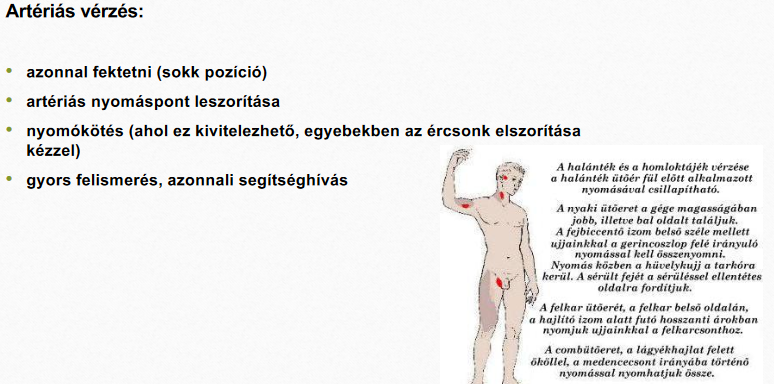 Artériás vérzés:
• azonnal fektetni (sokk pozíció)
• artériás nyomáspont leszorítása
• nyomókötés (ahol ez kivitelezhető, egyebekben az ércsonk elszorítása
kézzel)
• gyors felismerés, azonnali segítséghívás
A halánték és a homloktájék vérzése
a halánték ütőér fül előtt alkalmazott
nyomásával csillapítható.
A nyaki ütőeret a gége magasságában
jobb, illetve bal oldalt találjuk.
A fejbiccentő izom belső széle mellett
ujjainkkal a gerincoszlop felé irányuló
nyomással kell összenyomni.
Nyomás közben a hüvelykujj a tarkóra
kerül. A sérült fejét a sérüléssel ellentétes
oldalra fordítjuk.
A felkar ütőerét, a felkar belső oldalán,
a hajlító izom alatt futó hosszanti árokban
nyomjuk ujjainkkal a felkarcsonthoz.
A combütőeret, a lágyékhajlat felett
ököllel, a medencecsont irányába történő
nyomással nyomhatjuk össze.